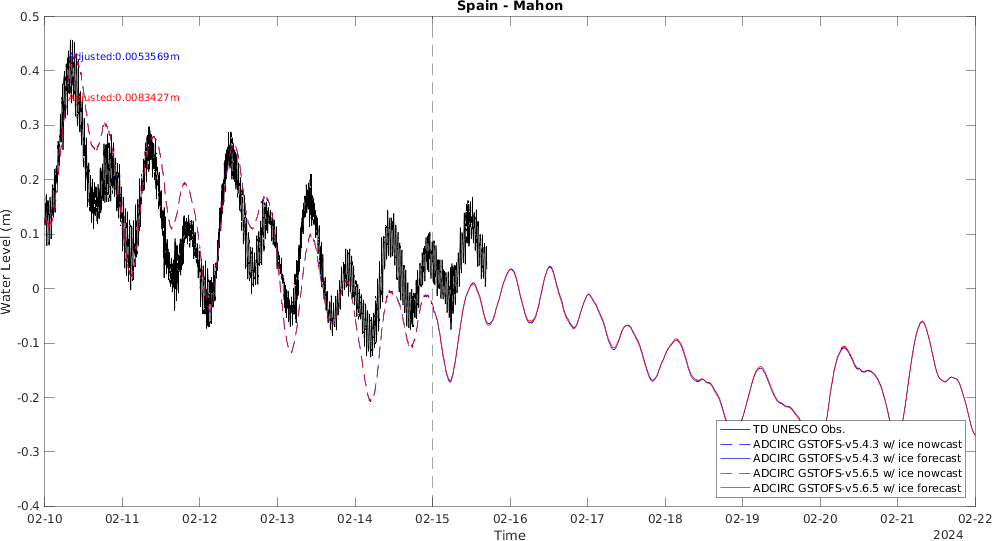 Spain - Mahon
0.5
0.4
0.3
0.2
0.1
0
-0.1
-0.2
-0.3
-0.4
Water Level (m)
Adjusted:0.0053569m
Adjusted:0.0083427m
TD UNESCO Obs.
ADCIRC GSTOFS-v5.4.3 w/ ice nowcast
ADCIRC GSTOFS-v5.4.3 w/ ice forecast
ADCIRC GSTOFS-v5.6.5 w/ ice nowcast
ADCIRC GSTOFS-v5.6.5 w/ ice forecast
02-10 02-11 02-12 02-13 02-14 02-15 02-16 02-17 02-18 02-19 02-20 02-21 02-22
Time
2024